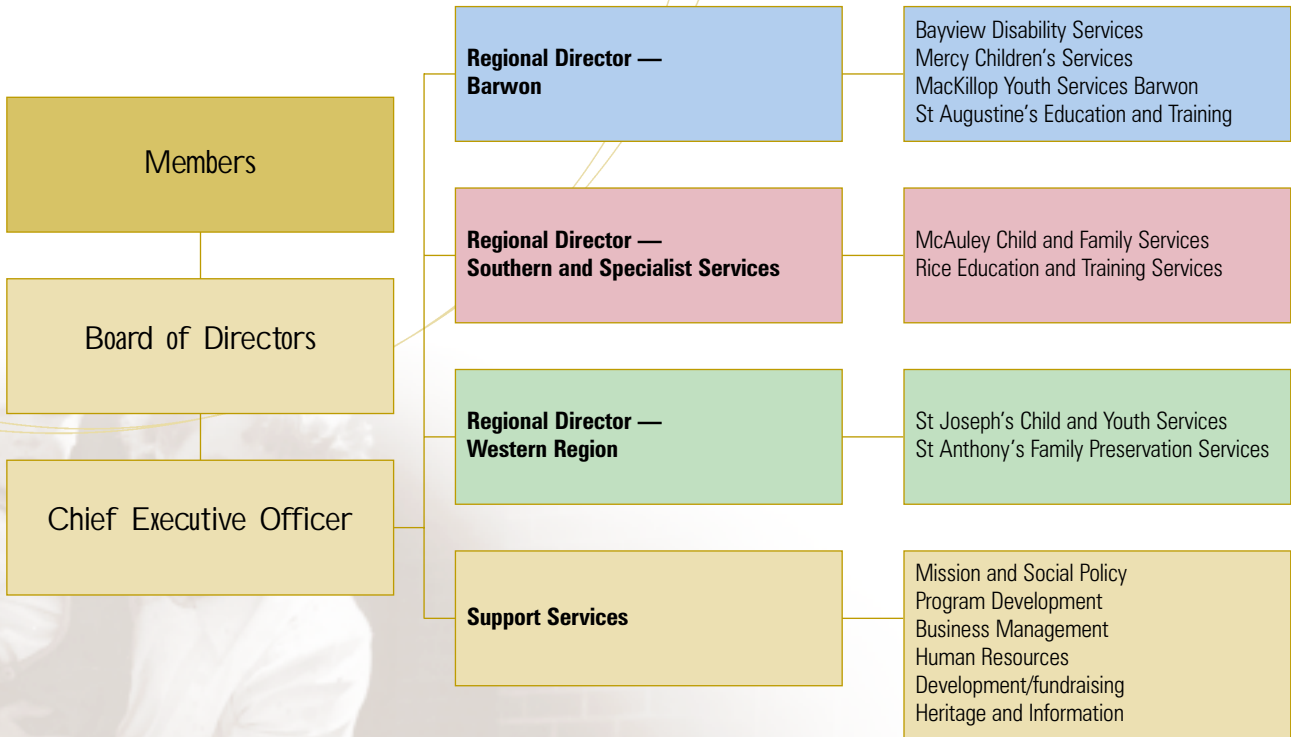 Members
Board of Directors
Chief Executive Officer
Regional Director —
Barwon
Bayview Disability Services
Mercy Children's Services
MacKillop Youth Services Barwon
St Augustine's Education and Training
Regional Director —
Southern and Specialist Services
McAuley Child and Family Services
Rice Education and Training Services
Regional Director —
Western Region
St Joseph's Child and Youth Services
St Anthony's Family Preservation Services
Support Services
Mission and Social Policy
Program Development
Business Management
Human Resources
Development/fundraising
Heritage and Information